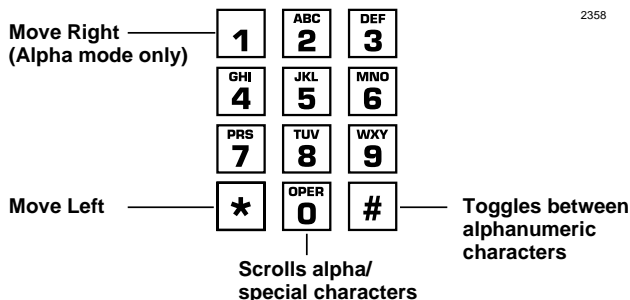 2358
Move Right
(Alpha mode only)
1
ABC
2
DEF
3
GHI
4
JKL
5
MNO
6
PRS
7
TUV
8
WXY
9
Move Left
*
OPER
0
#
Toggles between
alphanumeric
characters
Scrolls alpha/
special characters